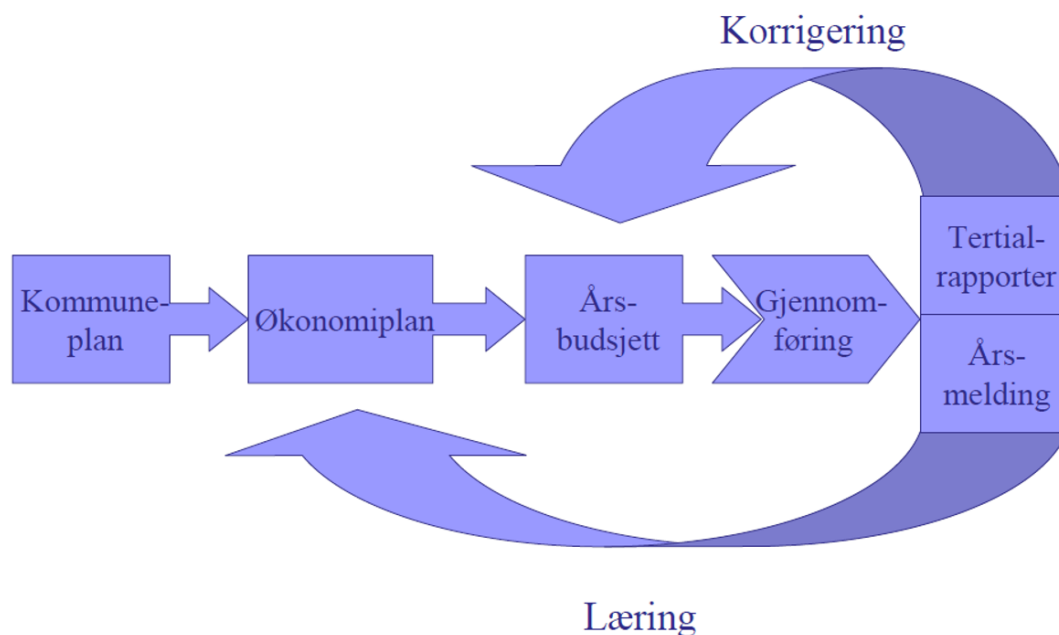 Korrigering
Kommune-
plan
Økonomiplan
Års-
budsjett
Gjennom-
føring
Tertial-
rapporter
Års-
melding
Læring